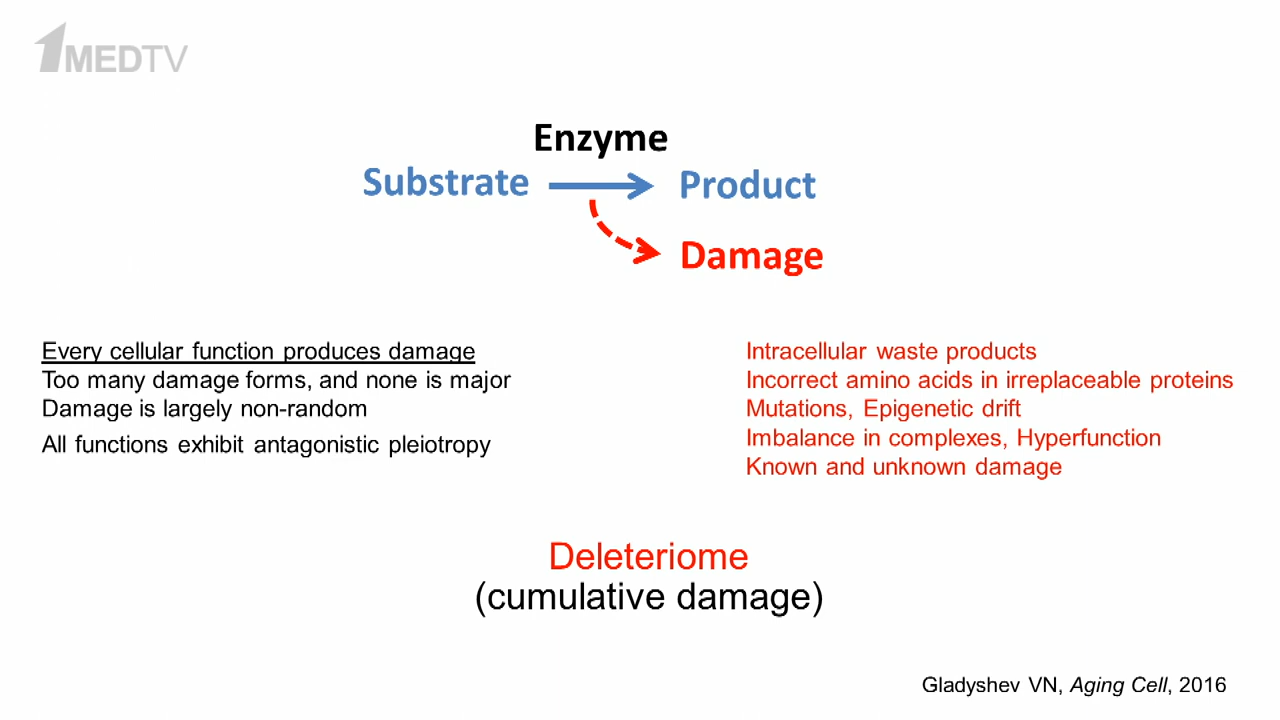 1MEDTV
Enzyme
Substrate Product
Damage
Every cellular function produces damage
Too many damage forms, and none is major
Damage is largely non-random
All functions exhibit antagonistic pleiotropy
Intracellular waste products
Incorrect amino acids in irreplaceable proteins
Mutations, Epigenetic drift
Imbalance in complexes, Hyperfunction
Known and unknown damage
Deleteriome
(cumulative damage)
Gladyshev VN, Aging Cell, 2016